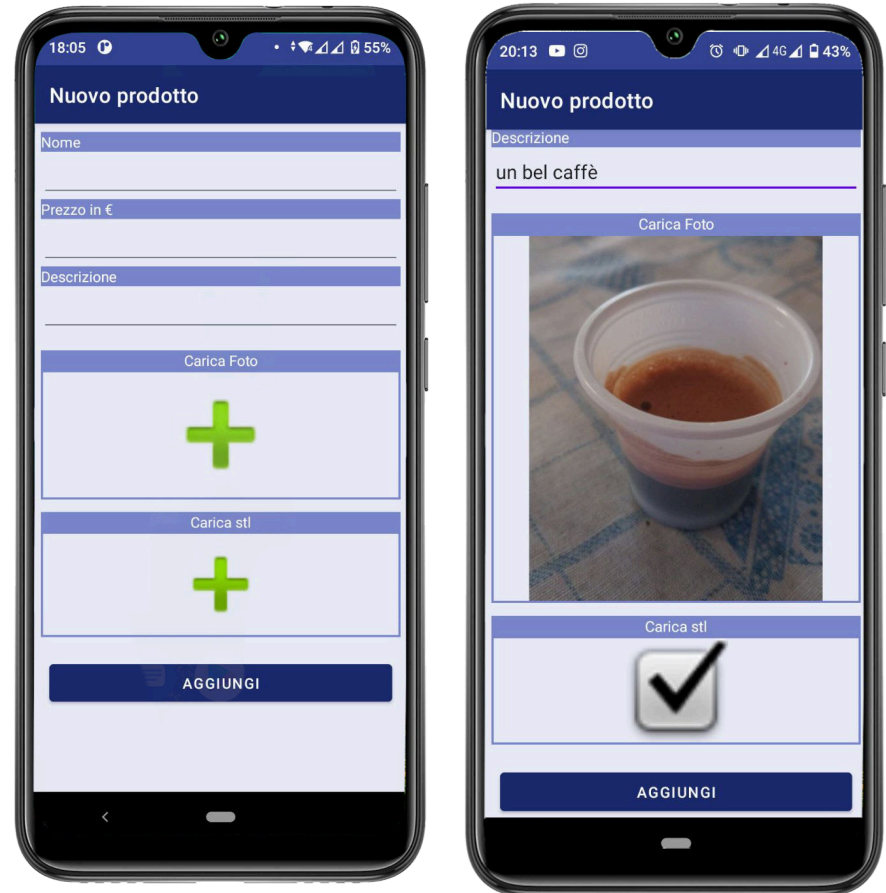 18:05 55%
Nuovo prodotto
Nome
Prezzo in €
Descrizione
Carica Foto
Carica stl
AGGIUNGI
20:13 4G 43%
Nuovo prodotto
Descrizione
un bel caffè
Carica Foto
Carica stl
AGGIUNGI